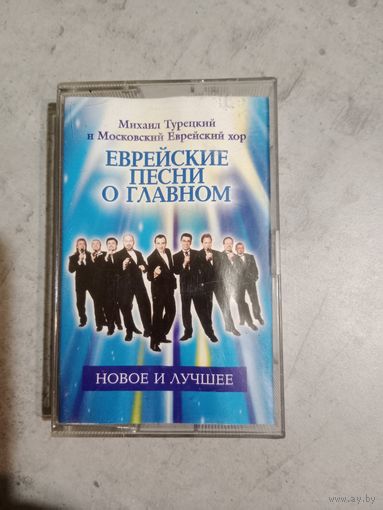 Михаил Турецкий
и Московский Еврейский хор
ЕВРЕЙСКИЕ
ПЕСНИ
О ГЛАВНОМ
НОВОЕ И ЛУЧШЕЕ
www.ay.by